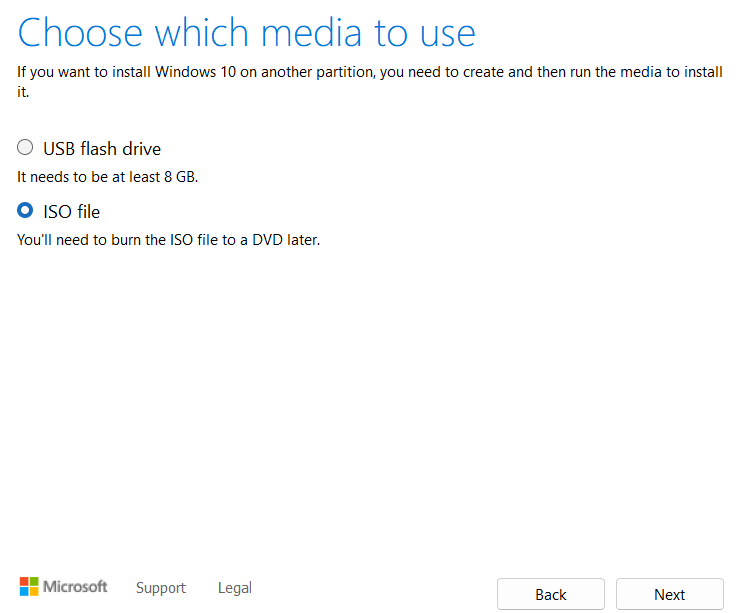 Choose which media to use
If you want to install Windows 10 on another partition, you need to create and then run the media to install
it.
USB flash drive
It needs to be at least 8 GB.
ISO file
You'll need to burn the ISO file to a DVD later.
Microsoft Support Legal Back Next